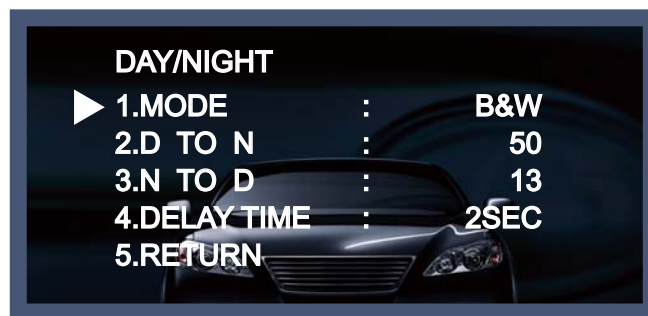 DAY/NIGHT
1.MODE : B&W
2.D TO N : 50
3.N TO D : 13
4.DELAY TIME : 2SEC
5.RETURN